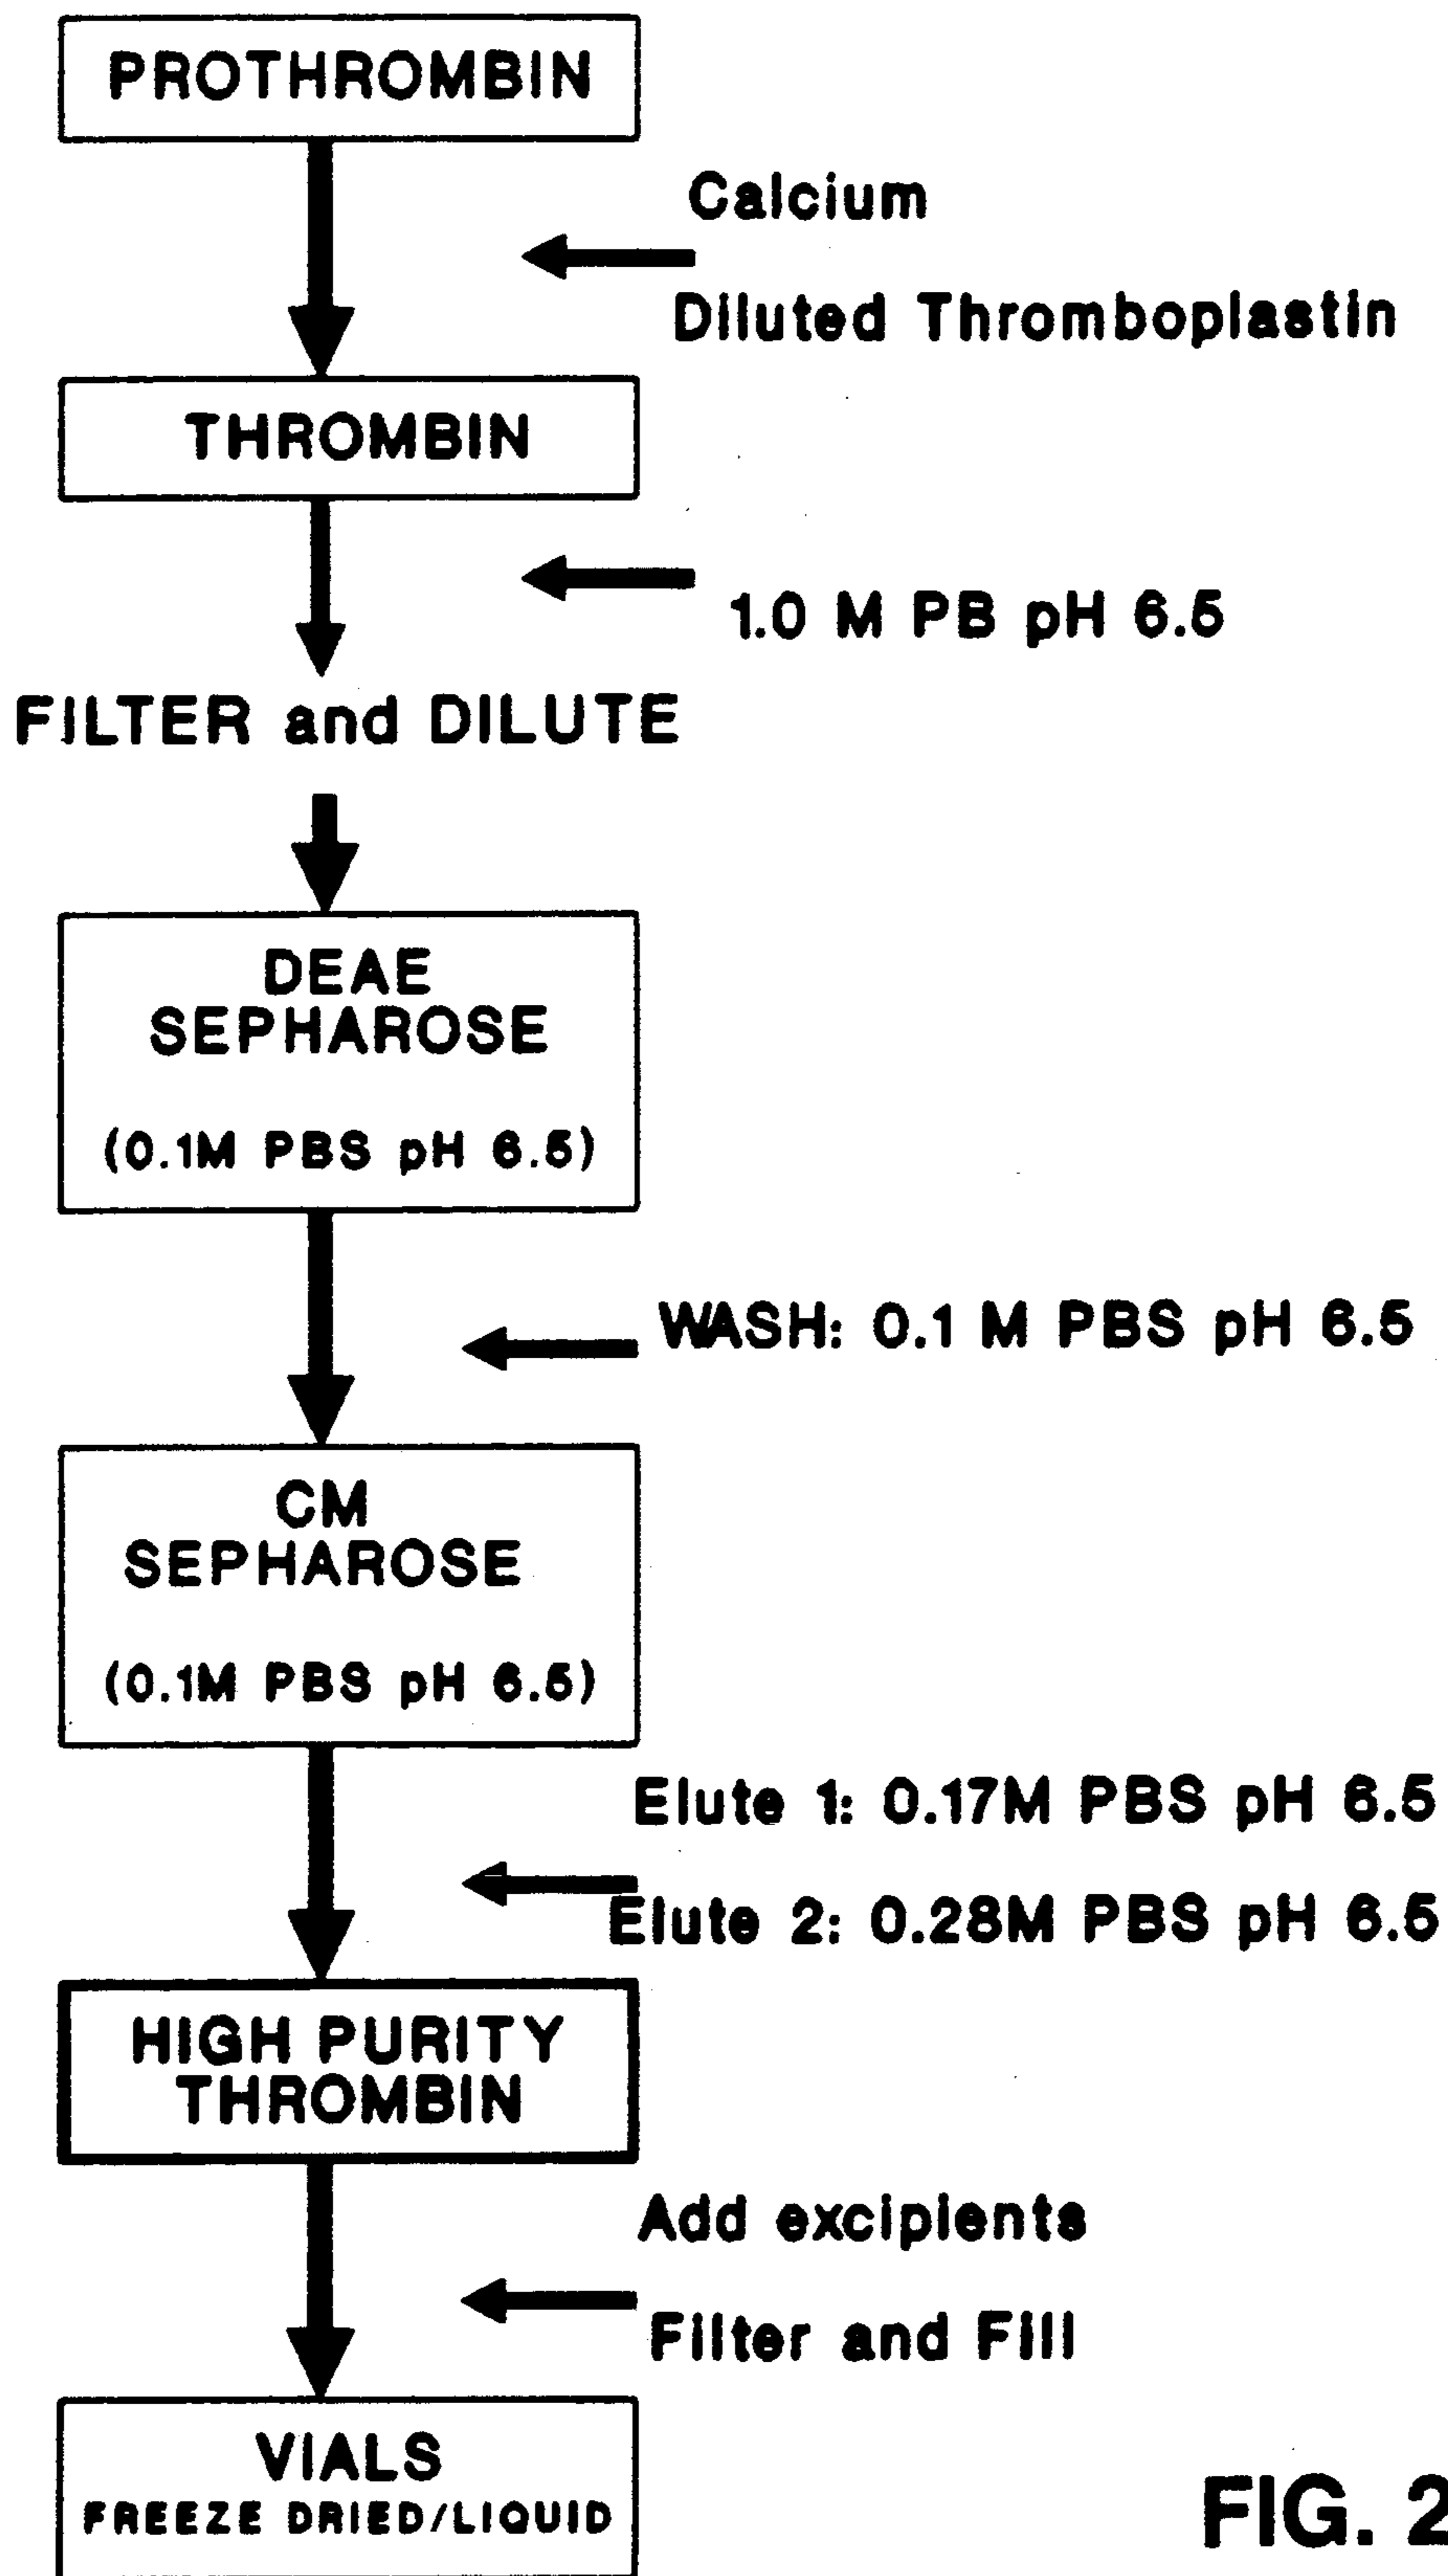 PROTHROMBIN
Calcium
Diluted Thromboplastin
THROMBIN
1.0 M PB pH 6.5
FILTER and DILUTE
DEAE
SEPHAROSE
(0.1M PBS pH 6.5)
WASH: 0.1 M PBS pH 6.5
CM
SEPHAROSE
(0.1M PBS pH 6.5)
Elute 1: 0.17M PBS pH 6.5
Elute 2: 0.28M PBS pH 6.5
HIGH PURITY
THROMBIN
Add excipients
Filter and Fill
VIALS
FREEZE DRIED/LIQUID
FIG. 2